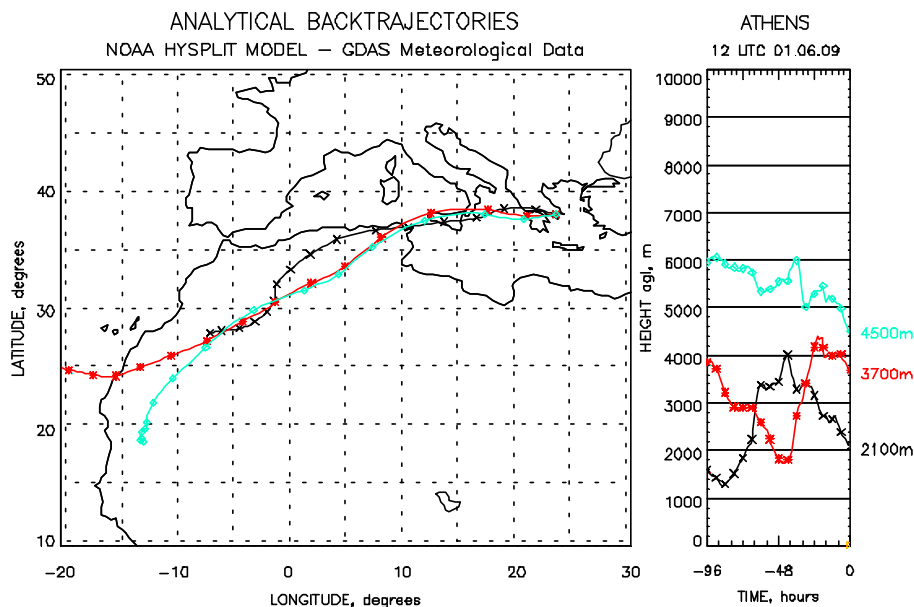 ANALYTICAL BACKTRAJECTORIES
NOAA HYSPLIT MODEL – GDAS Meteorological Data
ATHENS
12 UTC 01.06.09
50
40
30
20
10
LATITUDE, degrees
-20
-10
0
10
20
30
LONGITUDE, degrees
10000
9000
8000
7000
6000
5000
4000
3000
2000
1000
0
HEIGHT agl, m
4500m
3700m
2100m
-96
-48
0
TIME, hours